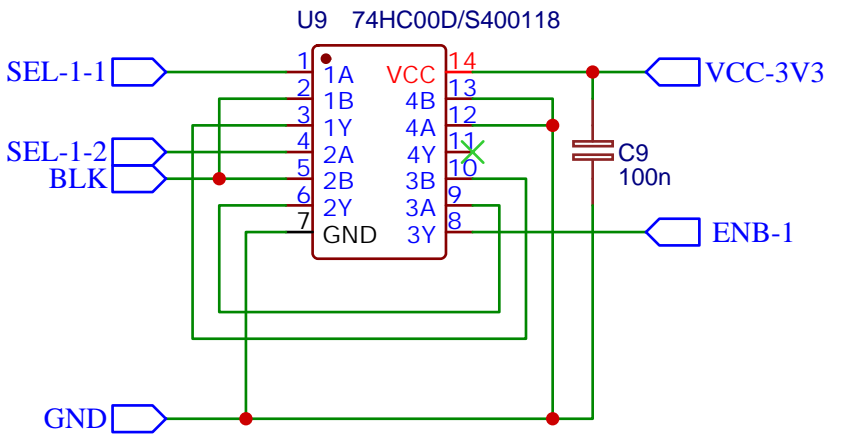 U9 74HC00D/S400118
SEL-1-1 1 1A VCC 14 VCC-3V3
2 1B 4B 13
3 1Y 4A 12
SEL-1-2 4 2A 4Y 11 C9
BLK 5 2B 3B 10 100n
6 2Y 3A 9
7 GND 3Y 8 ENB-1
GND